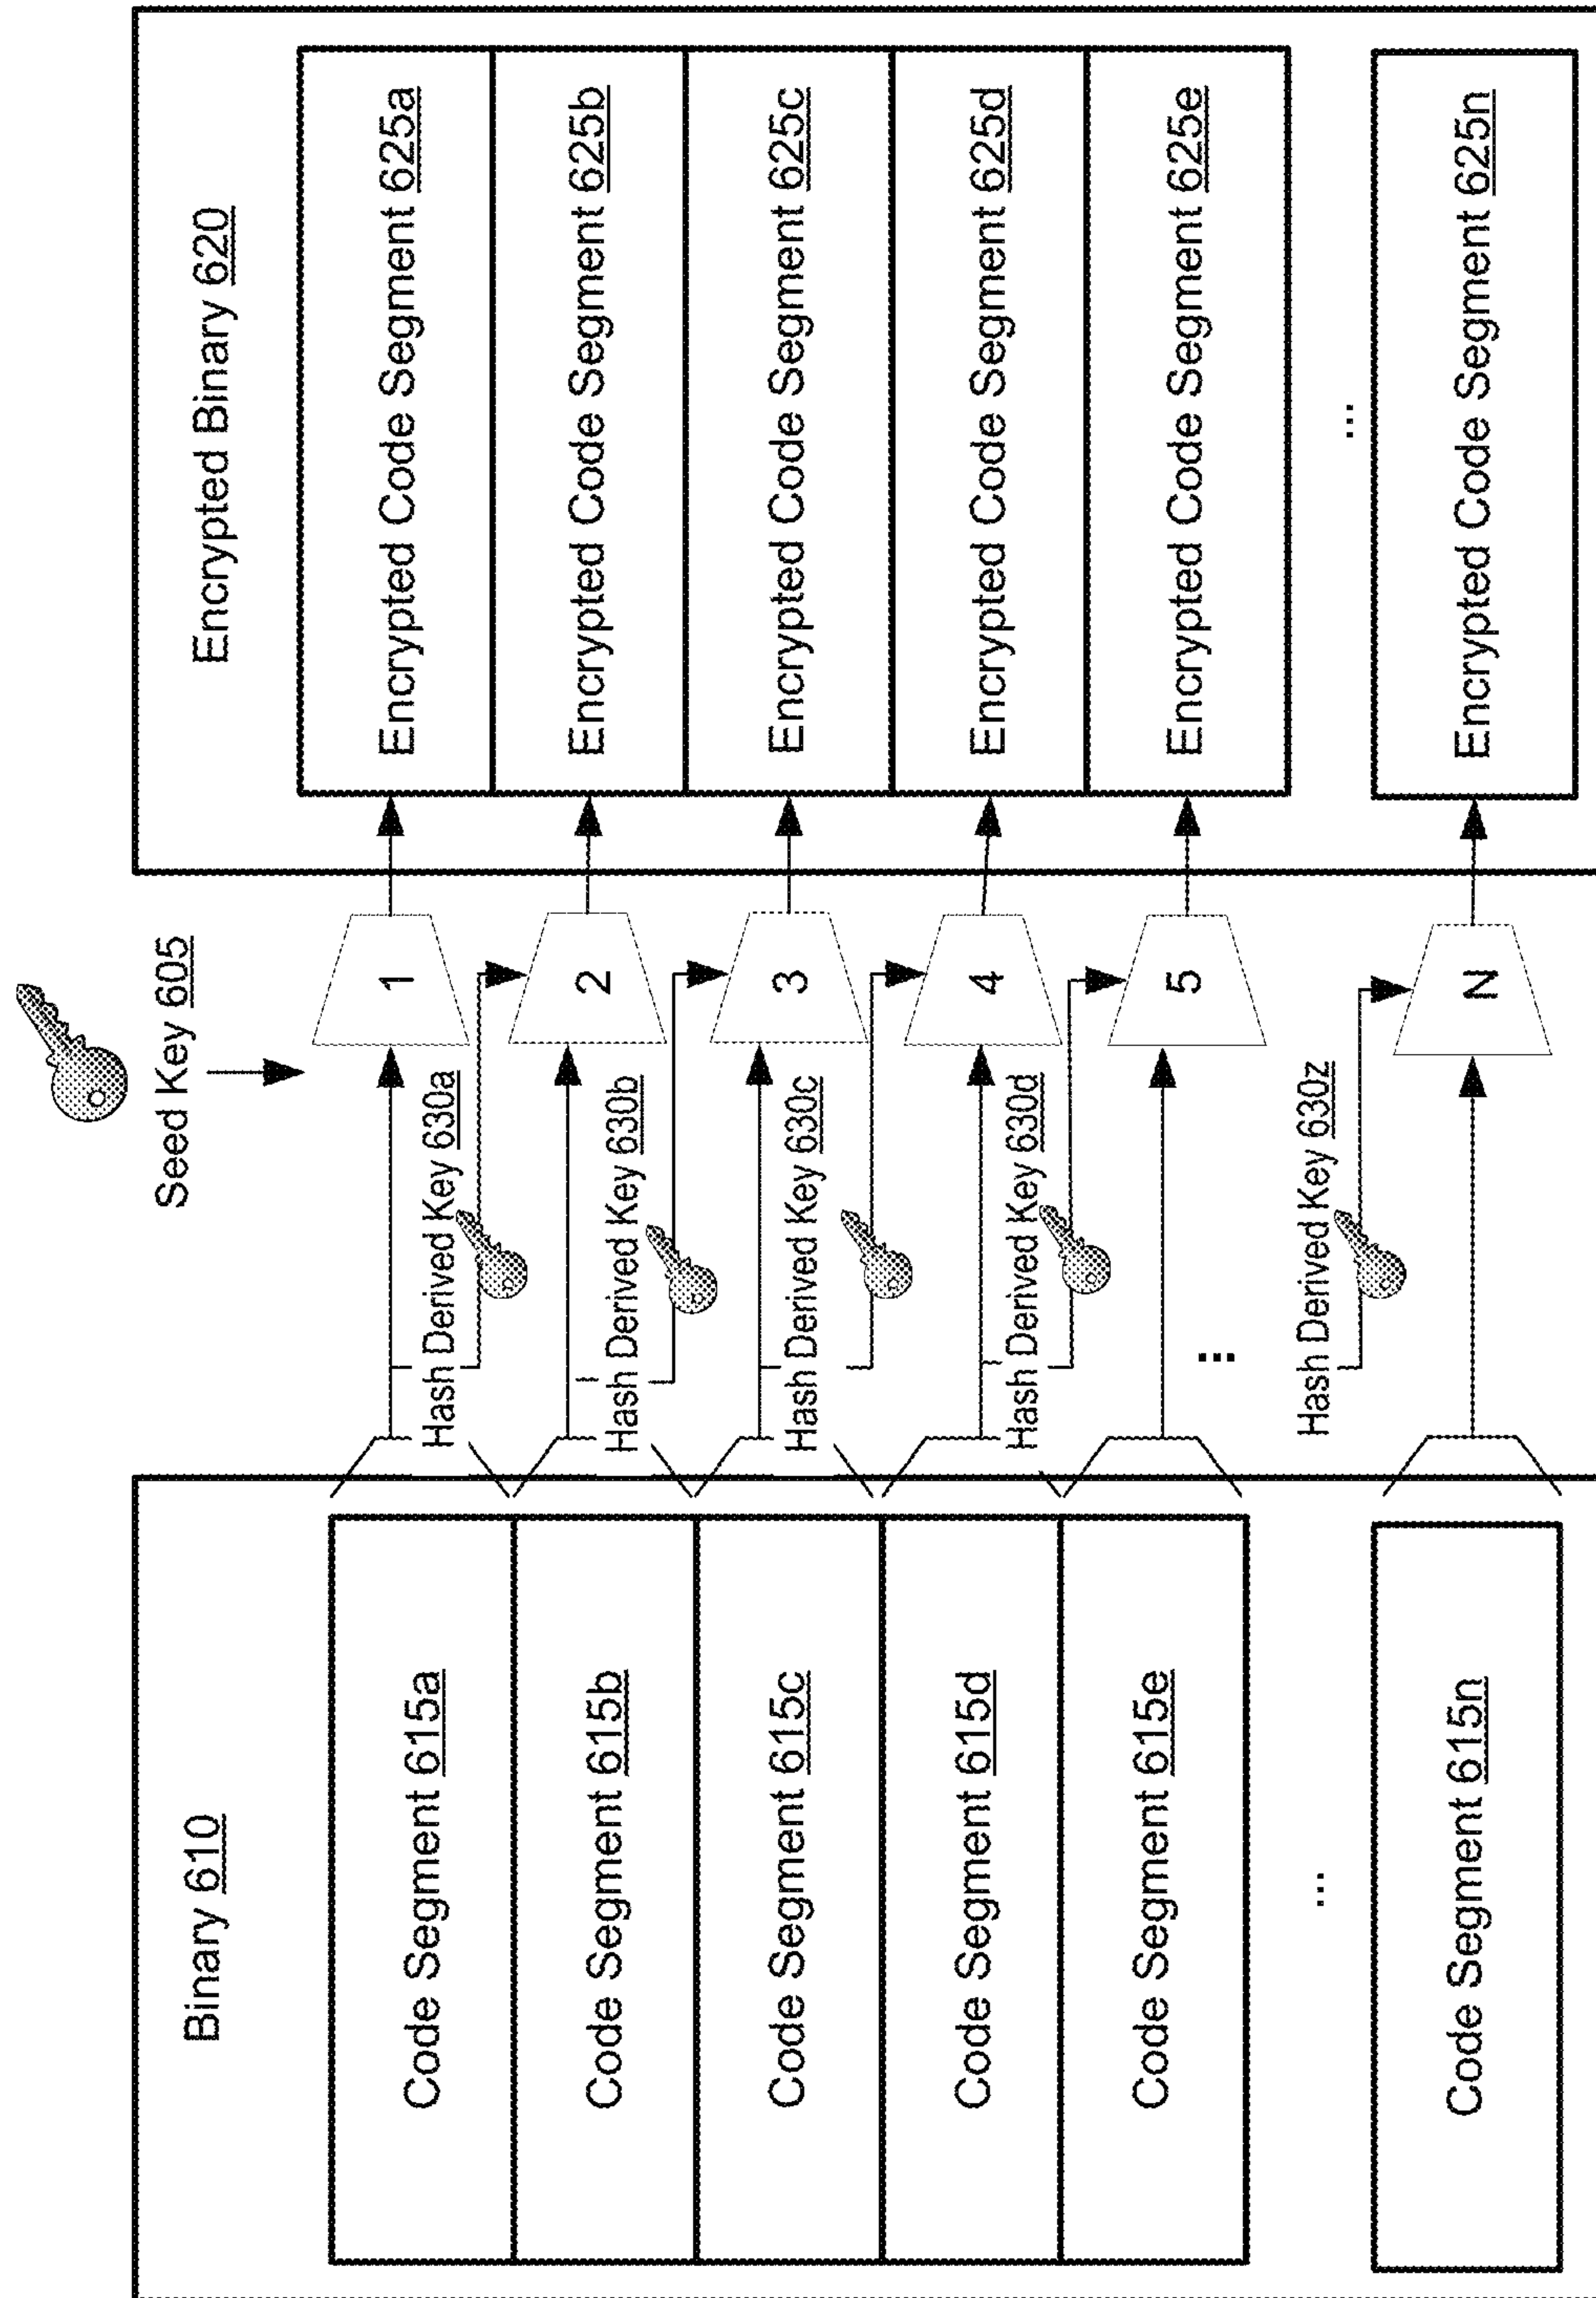 Seed Key 605
Binary 610
Encrypted Binary 620
Code Segment 615a
Hash Derived Key 630a
1
Encrypted Code Segment 625a
Code Segment 615b
Hash Derived Key 630b
2
Encrypted Code Segment 625b
Code Segment 615c
Hash Derived Key 630c
3
Encrypted Code Segment 625c
Code Segment 615d
Hash Derived Key 630d
4
Encrypted Code Segment 625d
Code Segment 615e
5
Encrypted Code Segment 625e
...
...
...
Hash Derived Key 630z
Code Segment 615n
N
Encrypted Code Segment 625n